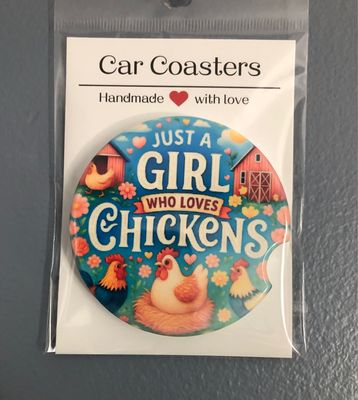 Car Coasters
Handmade ❤ with love
JUST A
GIRL
WHO LOVES
CHICKENS